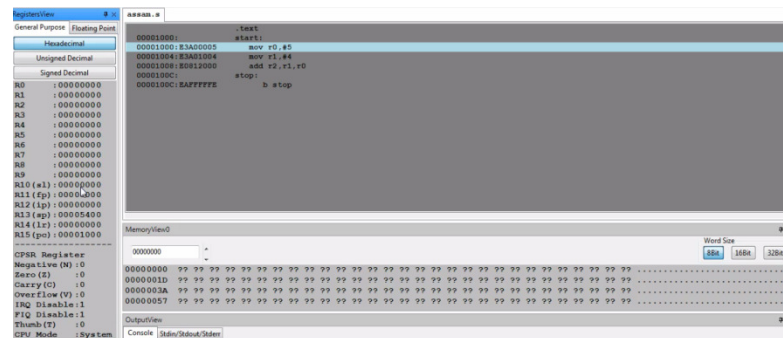 RegistersView
General Purpose Floating Point
Hexadecimal
Unsigned Decimal
Signed Decimal
R0 :00000000
R1 :00000000
R2 :00000000
R3 :00000000
R4 :00000000
R5 :00000000
R6 :00000000
R7 :00000000
R8 :00000000
R9 :00000000
R10(sl):00000000
R11(fp):00000000
R12(ip):00000000
R13(sp):00005400
R14(lr):00000000
R15(pc):00001000
CPSR Register
Negative(N):0
Zero(Z) :0
Carry(C) :0
Overflow(V):0
IRQ Disable:1
FIQ Disable:1
Thumb(T) :0
CPU Mode :System
assan.s
.text
00001000: start:
00001000:E3A00005 mov r0,#5
00001004:E3A01004 mov r1,#4
00001008:E0812000 add r2,r1,r0
0000100C: stop:
0000100C:EAFFFFFE b stop
MemoryView0
Word Size
00000000 8Bit 16Bit 32Bit
00000000 ?? ?? ?? ?? ?? ?? ?? ?? ?? ?? ?? ?? ?? ?? ?? ?? ?? ?? ?? ?? ?? ?? ?? ?? ?? ?? ?? ?? ?? .............................
0000001D ?? ?? ?? ?? ?? ?? ?? ?? ?? ?? ?? ?? ?? ?? ?? ?? ?? ?? ?? ?? ?? ?? ?? ?? ?? ?? ?? ?? ?? .............................
0000003A ?? ?? ?? ?? ?? ?? ?? ?? ?? ?? ?? ?? ?? ?? ?? ?? ?? ?? ?? ?? ?? ?? ?? ?? ?? ?? ?? ?? ?? .............................
00000057 ?? ?? ?? ?? ?? ?? ?? ?? ?? ?? ?? ?? ?? ?? ?? ?? ?? ?? ?? ?? ?? ?? ?? ?? ?? ?? ?? ?? ?? .............................
OutputView
Console Stdin/Stdout/Stderr